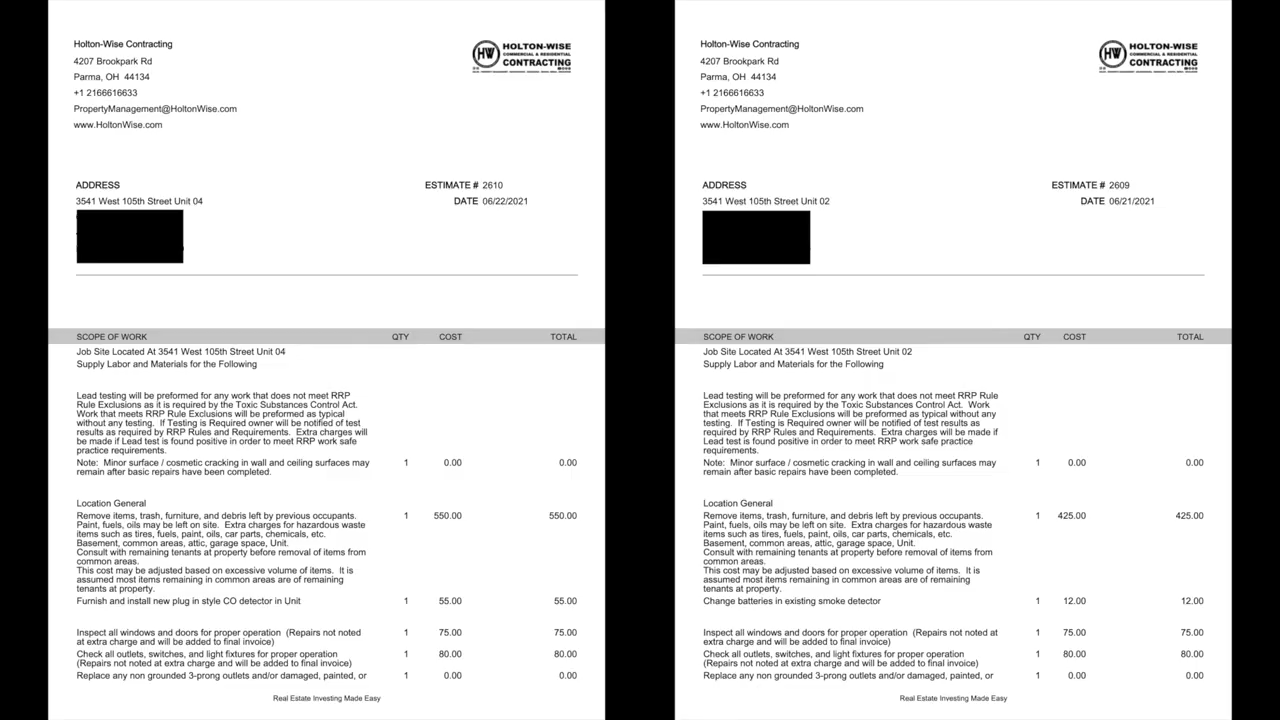 Holton-Wise Contracting
4207 Brookpark Rd
Parma, OH 44134
+1 2166616633
PropertyManagement@HoltonWise.com
www.HoltonWise.com
HW
HOLTON-WISE
COMMERCIAL & RESIDENTIAL
CONTRACTING
ADDRESS
3541 West 105th Street Unit 04
ESTIMATE # 2610
DATE 06/22/2021
SCOPE OF WORK QTY COST TOTAL
Job Site Located At 3541 West 105th Street Unit 04
Supply Labor and Materials for the Following
Lead testing will be preformed for any work that does not meet RRP
Rule Exclusions as it is required by the Toxic Substances Control Act.
Work that meets RRP Rule Exclusions will be preformed as typical
without any testing. If Testing is Required owner will be notified of test
results as required by RRP Rules and Requirements. Extra charges will
be made if Lead test is found positive in order to meet RRP work safe
practice requirements.
Note: Minor surface / cosmetic cracking in wall and ceiling surfaces may 1 0.00 0.00
remain after basic repairs have been completed.
Location General
Remove items, trash, furniture, and debris left by previous occupants. 1 550.00 550.00
Paint, fuels, oils may be left on site. Extra charges for hazardous waste
items such as tires, fuels, paint, oils, car parts, chemicals, etc.
Basement, common areas, attic, garage space, Unit.
Consult with remaining tenants at property before removal of items from
common areas.
This cost may be adjusted based on excessive volume of items. It is
assumed most items remaining in common areas are of remaining
tenants at property.
Furnish and install new plug in style CO detector in Unit 1 55.00 55.00
Inspect all windows and doors for proper operation (Repairs not noted 1 75.00 75.00
at extra charge and will be added to final invoice)
Check all outlets, switches, and light fixtures for proper operation 1 80.00 80.00
(Repairs not noted at extra charge and will be added to final invoice)
Replace any non grounded 3-prong outlets and/or damaged, painted, or 1 0.00 0.00
Real Estate Investing Made Easy
Holton-Wise Contracting
4207 Brookpark Rd
Parma, OH 44134
+1 2166616633
PropertyManagement@HoltonWise.com
www.HoltonWise.com
HW
HOLTON-WISE
COMMERCIAL & RESIDENTIAL
CONTRACTING
ADDRESS
3541 West 105th Street Unit 02
ESTIMATE # 2609
DATE 06/21/2021
SCOPE OF WORK QTY COST TOTAL
Job Site Located At 3541 West 105th Street Unit 02
Supply Labor and Materials for the Following
Lead testing will be preformed for any work that does not meet RRP Rule
Exclusions as it is required by the Toxic Substances Control Act. Work
that meets RRP Rule Exclusions will be preformed as typical without any
testing. If Testing is Required owner will be notified of test results as
required by RRP Rules and Requirements. Extra charges will be made if
Lead test is found positive in order to meet RRP work safe practice
requirements.
Note: Minor surface / cosmetic cracking in wall and ceiling surfaces may 1 0.00 0.00
remain after basic repairs have been completed.
Location General
Remove items, trash, furniture, and debris left by previous occupants. 1 425.00 425.00
Paint, fuels, oils may be left on site. Extra charges for hazardous waste
items such as tires, fuels, paint, oils, car parts, chemicals, etc.
Basement, common areas, attic, garage space, Unit.
Consult with remaining tenants at property before removal of items from
common areas.
This cost may be adjusted based on excessive volume of items. It is
assumed most items remaining in common areas are of remaining
tenants at property.
Change batteries in existing smoke detector 1 12.00 12.00
Inspect all windows and doors for proper operation (Repairs not noted 1 75.00 75.00
at extra charge and will be added to final invoice)
Check all outlets, switches, and light fixtures for proper operation 1 80.00 80.00
(Repairs not noted at extra charge and will be added to final invoice)
Replace any non grounded 3-prong outlets and/or damaged, painted, or 1 0.00 0.00
Real Estate Investing Made Easy